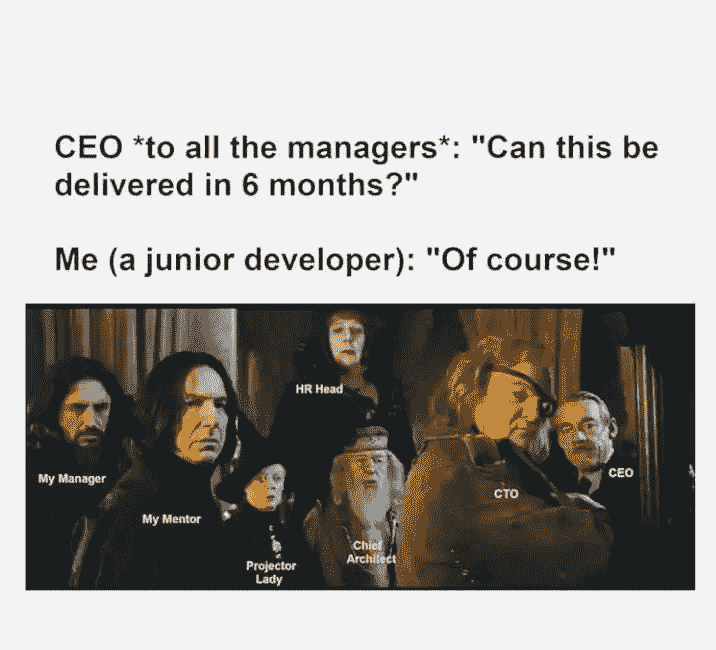 CEO *to all the managers*: "Can this be
delivered in 6 months?"
Me (a junior developer): "Of course!"
HR Head
My Manager
CEO
CTO
My Mentor
Chief
Architect
Projector
Lady